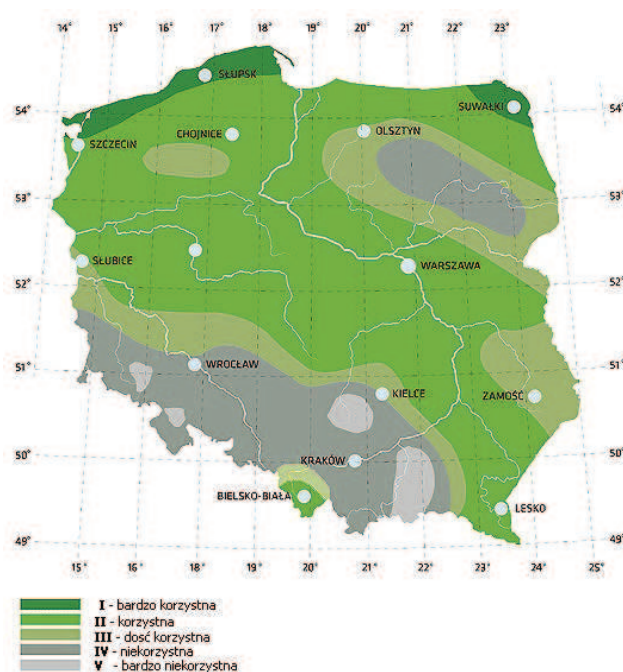 14° 15° 16° 17° 18° 19° 20° 21° 22° 23°
SŁUPSK
54° SUWAŁKI 54°
CHOJNICE OLSZTYN
SZCZECIN
53° 53°
SŁUBICE WARSZAWA
52° 52°
51° WROCŁAW 51°
KIELCE ZAMOŚĆ
50° KRAKÓW 50°
BIELSKO-BIAŁA LESKO
49° 49°
15° 16° 17° 18° 19° 20° 21° 22° 23° 24° 25°
I - bardzo korzystna
II - korzystna
III - dosć korzystna
IV - niekorzystna
V - bardzo niekorzystna